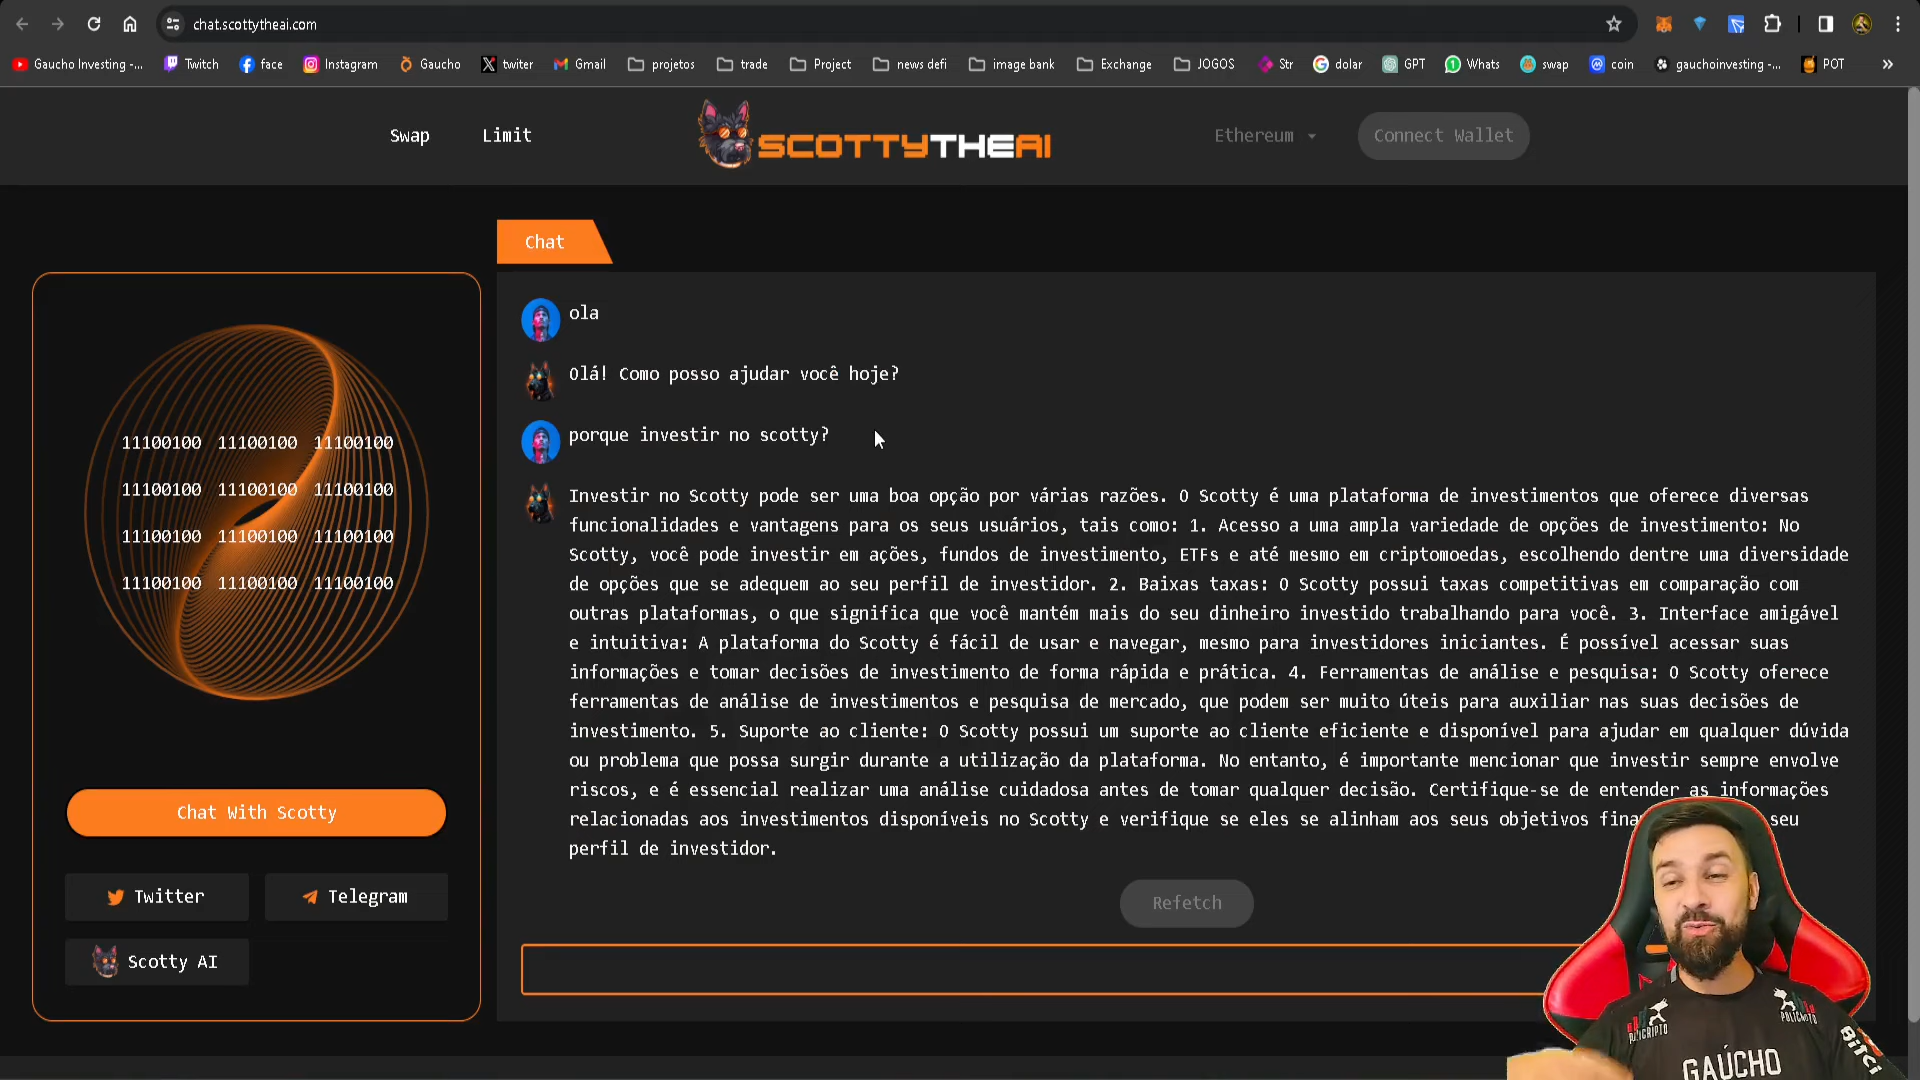 chat.scottytheai.com
Gaucho Investing -... Twitch face Instagram Gaucho twiter Gmail projetos trade Project news defi image bank Exchange JOGOS Str dolar GPT Whats swap coin gauchoinvesting -... POT
Swap Limit SCOTTYTHEAI Ethereum Connect Wallet
Chat
ola
Olá! Como posso ajudar você hoje?
porque investir no scotty?
Investir no Scotty pode ser uma boa opção por várias razões. O Scotty é uma plataforma de investimentos que oferece diversas
funcionalidades e vantagens para os seus usuários, tais como: 1. Acesso a uma ampla variedade de opções de investimento: No
Scotty, você pode investir em ações, fundos de investimento, ETFs e até mesmo em criptomoedas, escolhendo dentre uma diversidade
de opções que se adequem ao seu perfil de investidor. 2. Baixas taxas: O Scotty possui taxas competitivas em comparação com
outras plataformas, o que significa que você mantém mais do seu dinheiro investido trabalhando para você. 3. Interface amigável
e intuitiva: A plataforma do Scotty é fácil de usar e navegar, mesmo para investidores iniciantes. É possível acessar suas
informações e tomar decisões de investimento de forma rápida e prática. 4. Ferramentas de análise e pesquisa: O Scotty oferece
ferramentas de análise de investimentos e pesquisa de mercado, que podem ser muito úteis para auxiliar nas suas decisões de
investimento. 5. Suporte ao cliente: O Scotty possui um suporte ao cliente eficiente e disponível para ajudar em qualquer dúvida
ou problema que possa surgir durante a utilização da plataforma. No entanto, é importante mencionar que investir sempre envolve
riscos, e é essencial realizar uma análise cuidadosa antes de tomar qualquer decisão. Certifique-se de entender as informações
relacionadas aos investimentos disponíveis no Scotty e verifique se eles se alinham aos seus objetivos seu
perfil de investidor.
Refetch
11100100 11100100 11100100
11100100 11100100 11100100
11100100 11100100 11100100
11100100 11100100 11100100
Chat With Scotty
Twitter Telegram
Scotty AI
POLICRIPTO
GAÚCHO
BitCi